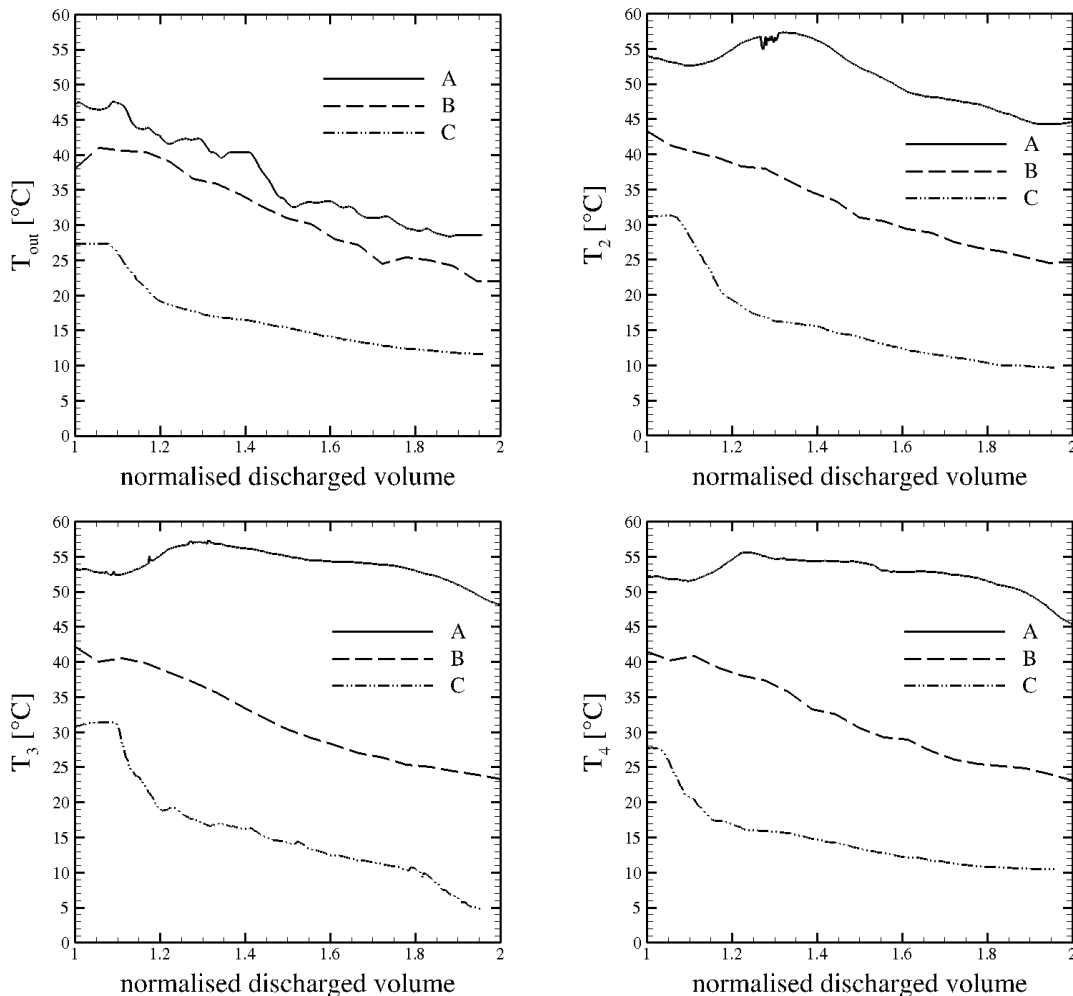 60
55
50
45
40
35
30
25
20
15
10
5
0
T_out [°C]
A
B
C
1 1.2 1.4 1.6 1.8 2
normalised discharged volume
60
55
50
45
40
35
30
25
20
15
10
5
0
T_2 [°C]
A
B
C
1 1.2 1.4 1.6 1.8 2
normalised discharged volume
60
55
50
45
40
35
30
25
20
15
10
5
0
T_3 [°C]
A
B
C
1 1.2 1.4 1.6 1.8 2
normalised discharged volume
60
55
50
45
40
35
30
25
20
15
10
5
0
T_4 [°C]
A
B
C
1 1.2 1.4 1.6 1.8 2
normalised discharged volume